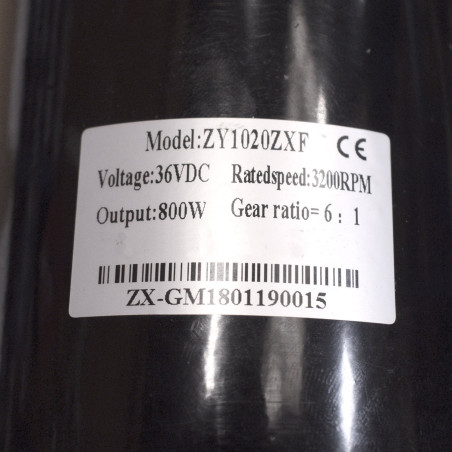 Model:ZY1020ZXF CE
Voltage:36VDC Ratedspeed:3200RPM
Output:800W Gear ratio=6:1
ZX-GM1801190015